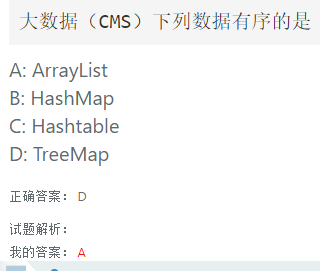 大数据（CMS）下列数据有序的是
A: ArrayList
B: HashMap
C: Hashtable
D: TreeMap
正确答案： D
试题解析：
我的答案： A